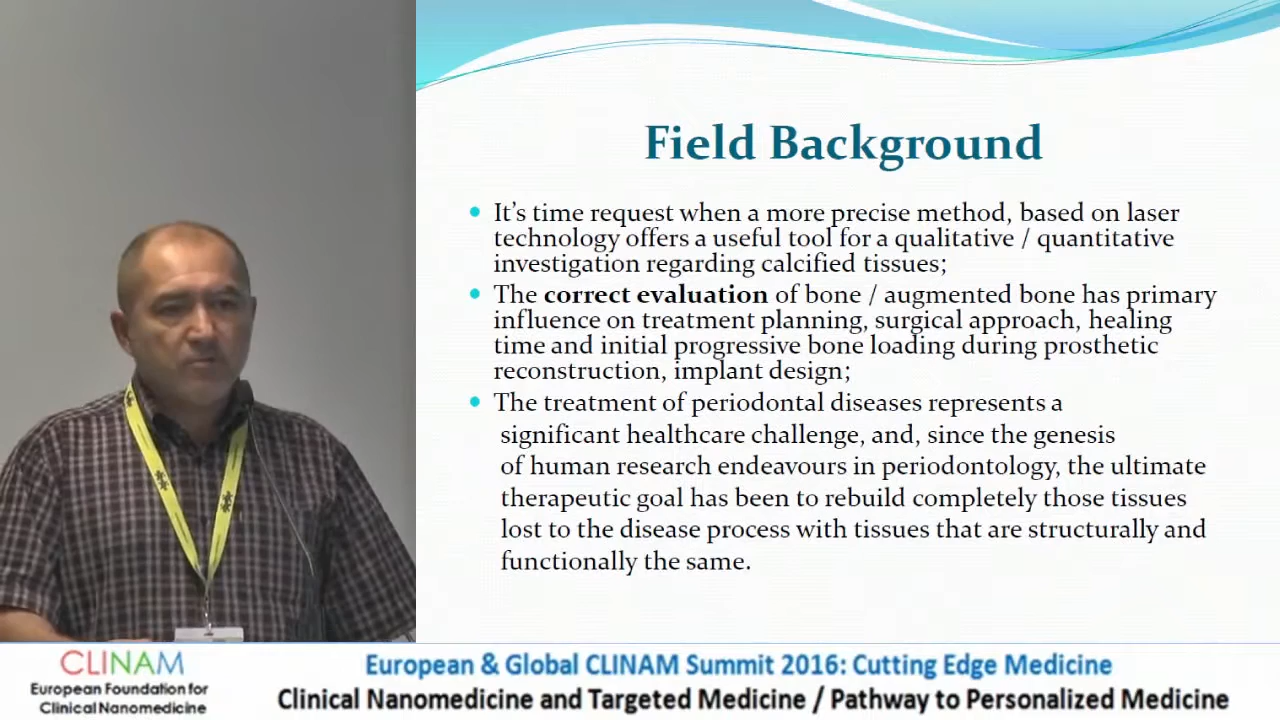 Field Background
It's time request when a more precise method, based on laser
technology offers a useful tool for a qualitative / quantitative
investigation regarding calcified tissues;
The correct evaluation of bone / augmented bone has primary
influence on treatment planning, surgical approach, healing
time and initial progressive bone loading during prosthetic
reconstruction, implant design;
The treatment of periodontal diseases represents a
significant healthcare challenge, and, since the genesis
of human research endeavours in periodontology, the ultimate
therapeutic goal has been to rebuild completely those tissues
lost to the disease process with tissues that are structurally and
functionally the same.
CLINAM
European Foundation for
Clinical Nanomedicine
European & Global CLINAM Summit 2016: Cutting Edge Medicine
Clinical Nanomedicine and Targeted Medicine / Pathway to Personalized Medicine